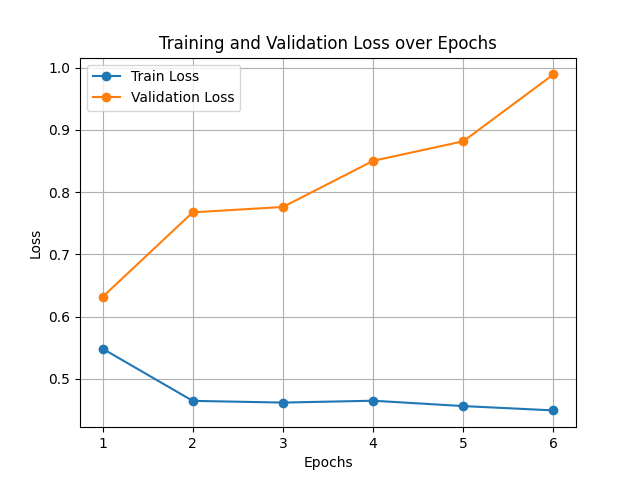 Training and Validation Loss over Epochs
Train Loss
Validation Loss
Loss
1.0
0.9
0.8
0.7
0.6
0.5
1 2 3 4 5 6
Epochs